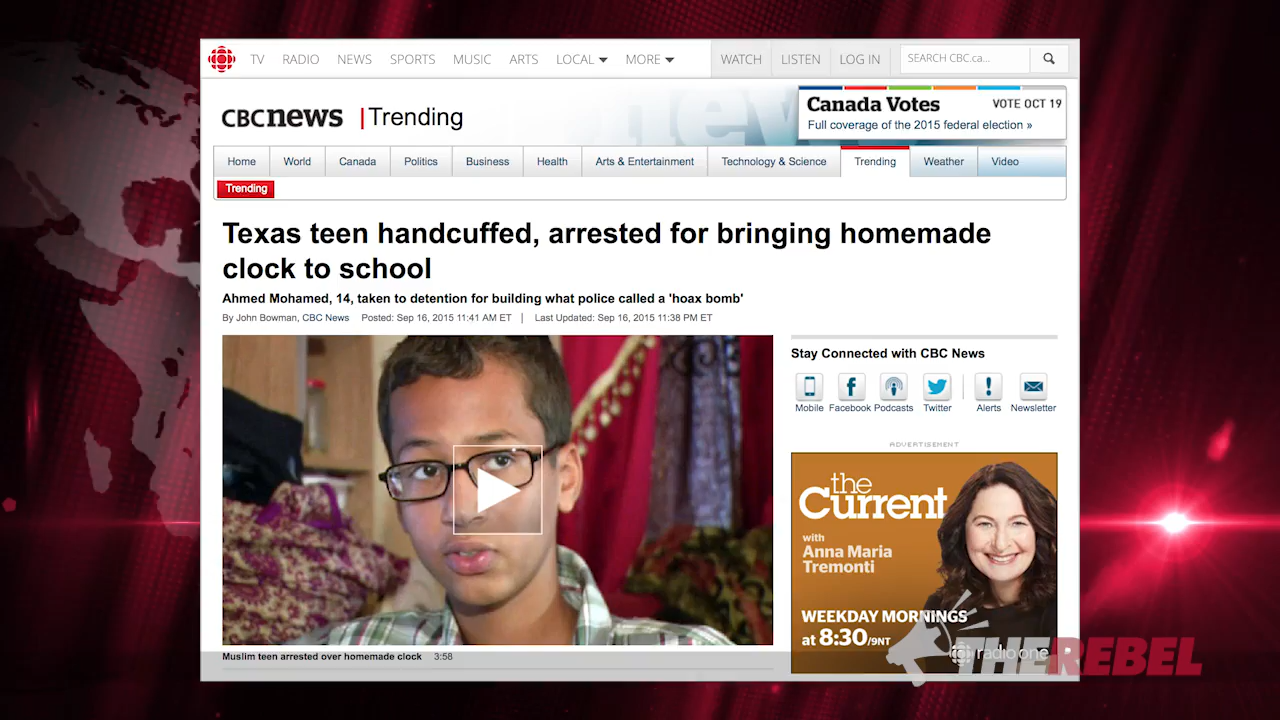 TV RADIO NEWS SPORTS MUSIC ARTS LOCAL MORE WATCH LISTEN LOG IN SEARCH CBC.ca...
CBCnews | Trending
Canada Votes VOTE OCT 19
Full coverage of the 2015 federal election »
Home World Canada Politics Business Health Arts & Entertainment Technology & Science Trending Weather Video
Trending
Texas teen handcuffed, arrested for bringing homemade
clock to school
Ahmed Mohamed, 14, taken to detention for building what police called a 'hoax bomb'
By John Bowman, CBC News Posted: Sep 16, 2015 11:41 AM ET | Last Updated: Sep 16, 2015 11:38 PM ET
Stay Connected with CBC News
Mobile Facebook Podcasts Twitter Alerts Newsletter
ADVERTISEMENT
the
Current
with
Anna Maria
Tremonti
WEEKDAY MORNINGS
at 8:30/9NT
radio one
THE REBEL
Muslim teen arrested over homemade clock 3:58